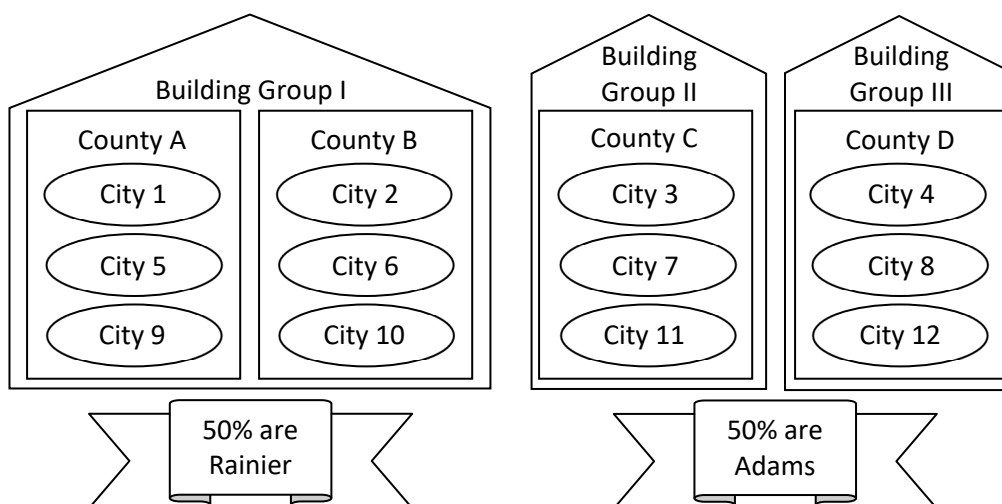 Building Group I
County A
City 1
City 5
City 9
County B
City 2
City 6
City 10
50% are
Rainier
Building
Group II
County C
City 3
City 7
City 11
Building
Group III
County D
City 4
City 8
City 12
50% are
Adams